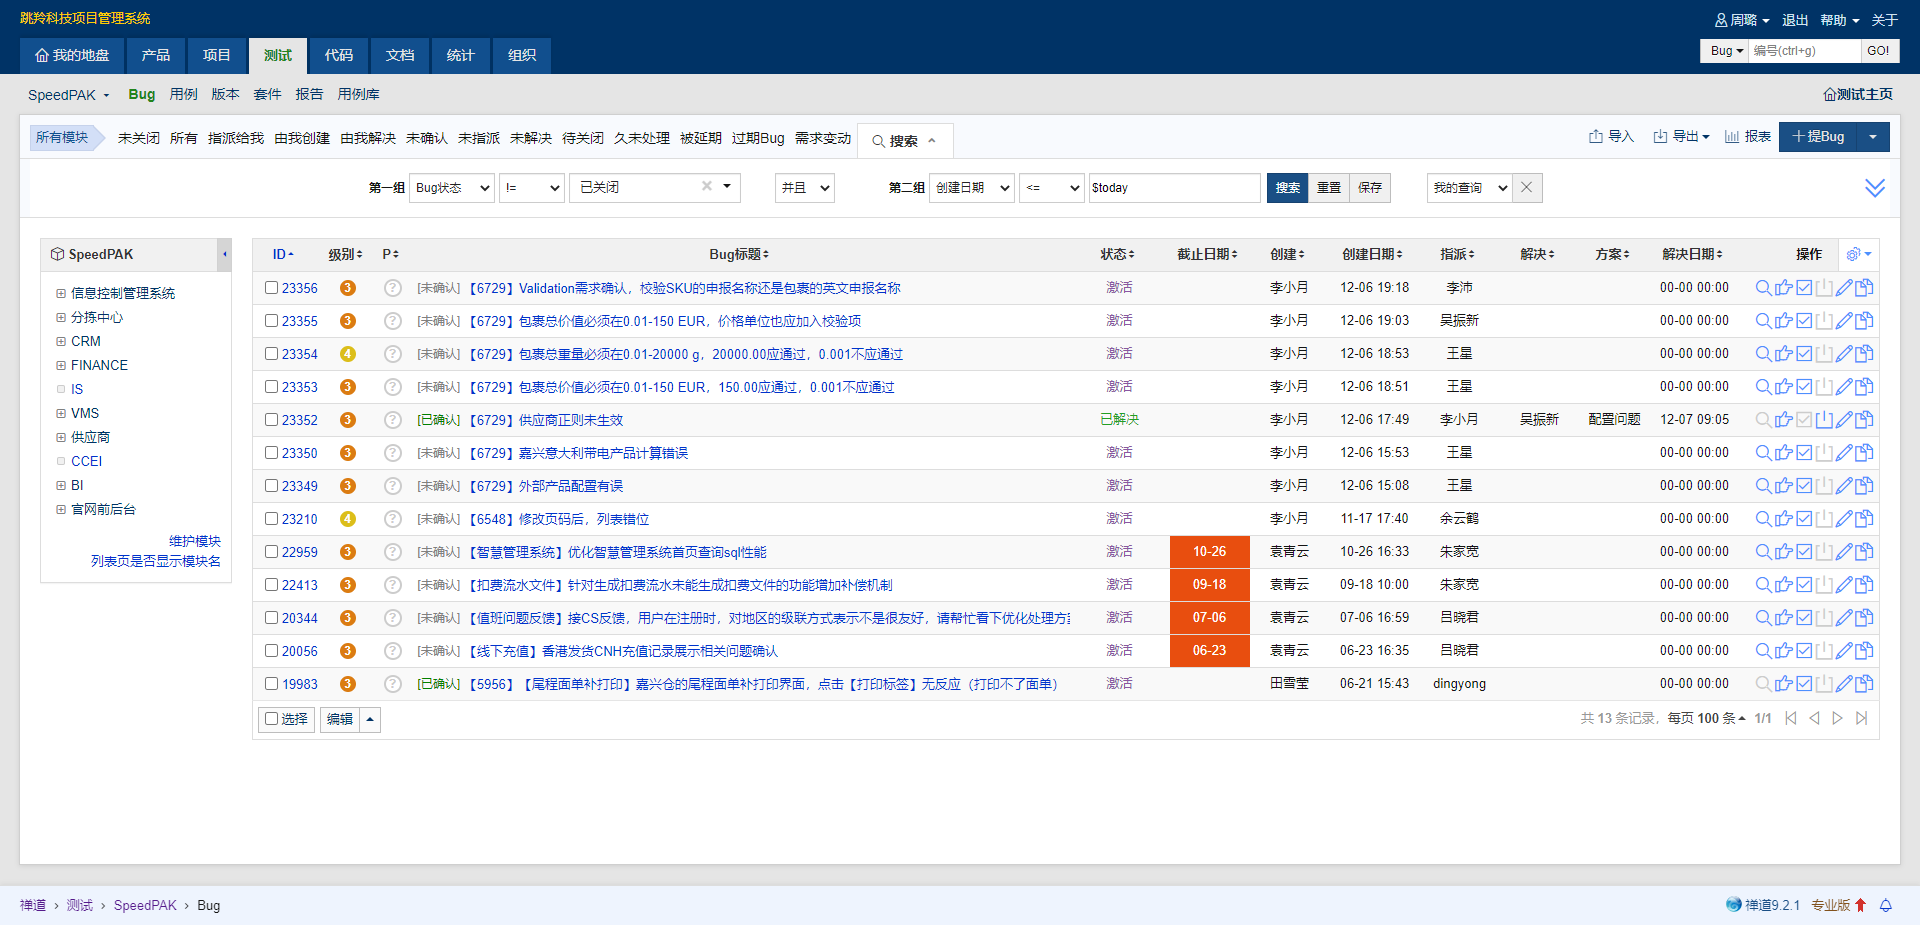 跳羚科技项目管理系统
周璐 退出 帮助 关于
我的地盘 产品 项目 测试 代码 文档 统计 组织
Bug 编号(ctrl+g) GO!
SpeedPAK Bug 用例 版本 套件 报告 用例库 测试主页
所有模块 未关闭 所有 指派给我 由我创建 由我解决 未确认 未指派 未解决 待关闭 久未处理 被延期 过期Bug 需求变动 搜索 导入 导出 报表 提Bug
第一组 Bug状态 != 已关闭 并且 第二组 创建日期 <= $today 搜索 重置 保存 我的查询
SpeedPAK
信息控制管理系统
分拣中心
CRM
FINANCE
IS
VMS
供应商
CCEI
BI
官网前后台
维护模块
列表页是否显示模块名
ID 级别 P Bug标题 状态 截止日期 创建 创建日期 指派 解决 方案 解决日期 操作
23356 3 ? [未确认] 【6729】Validation需求确认，校验SKU的申报名称还是包裹的英文申报名称 激活 李小月 12-06 19:18 李沛 00-00 00:00
23355 3 ? [未确认] 【6729】包裹总价值必须在0.01-150 EUR，价格单位也应加入校验项 激活 李小月 12-06 19:03 吴振新 00-00 00:00
23354 4 ? [未确认] 【6729】包裹总重量必须在0.01-20000 g，20000.00应通过，0.001不应通过 激活 李小月 12-06 18:53 王星 00-00 00:00
23353 3 ? [未确认] 【6729】包裹总价值必须在0.01-150 EUR，150.00应通过，0.001不应通过 激活 李小月 12-06 18:51 王星 00-00 00:00
23352 3 ? [已确认] 【6729】供应商正则未生效 已解决 李小月 12-06 17:49 李小月 吴振新 配置问题 12-07 09:05
23350 3 ? [未确认] 【6729】嘉兴意大利带电产品计算错误 激活 李小月 12-06 15:53 王星 00-00 00:00
23349 3 ? [未确认] 【6729】外部产品配置有误 激活 李小月 12-06 15:08 王星 00-00 00:00
23210 4 ? [未确认] 【6548】修改页码后，列表错位 激活 李小月 11-17 17:40 余云鹤 00-00 00:00
22959 3 ? [未确认] 【智慧管理系统】优化智慧管理系统首页查询sql性能 激活 10-26 袁青云 10-26 16:33 朱家宽 00-00 00:00
22413 3 ? [未确认] 【扣费流水文件】针对生成扣费流水未能生成扣费文件的功能增加补偿机制 激活 09-18 袁青云 09-18 10:00 朱家宽 00-00 00:00
20344 3 ? [未确认] 【值班问题反馈】接CS反馈，用户在注册时，对地区的级联方式表示不是很友好，请帮忙看下优化处理方案 激活 07-06 袁青云 07-06 16:59 吕晓君 00-00 00:00
20056 3 ? [未确认] 【线下充值】香港发货CNH充值记录展示相关问题确认 激活 06-23 袁青云 06-23 16:35 吕晓君 00-00 00:00
19983 3 ? [已确认] 【5956】【尾程面单补打印】嘉兴仓的尾程面单补打印界面，点击【打印标签】无反应（打印不了面单） 激活 田雪莹 06-21 15:43 dingyong 00-00 00:00
选择 编辑 共 13 条记录，每页 100 条 1/1
禅道 › 测试 › SpeedPAK › Bug 禅道9.2.1 专业版